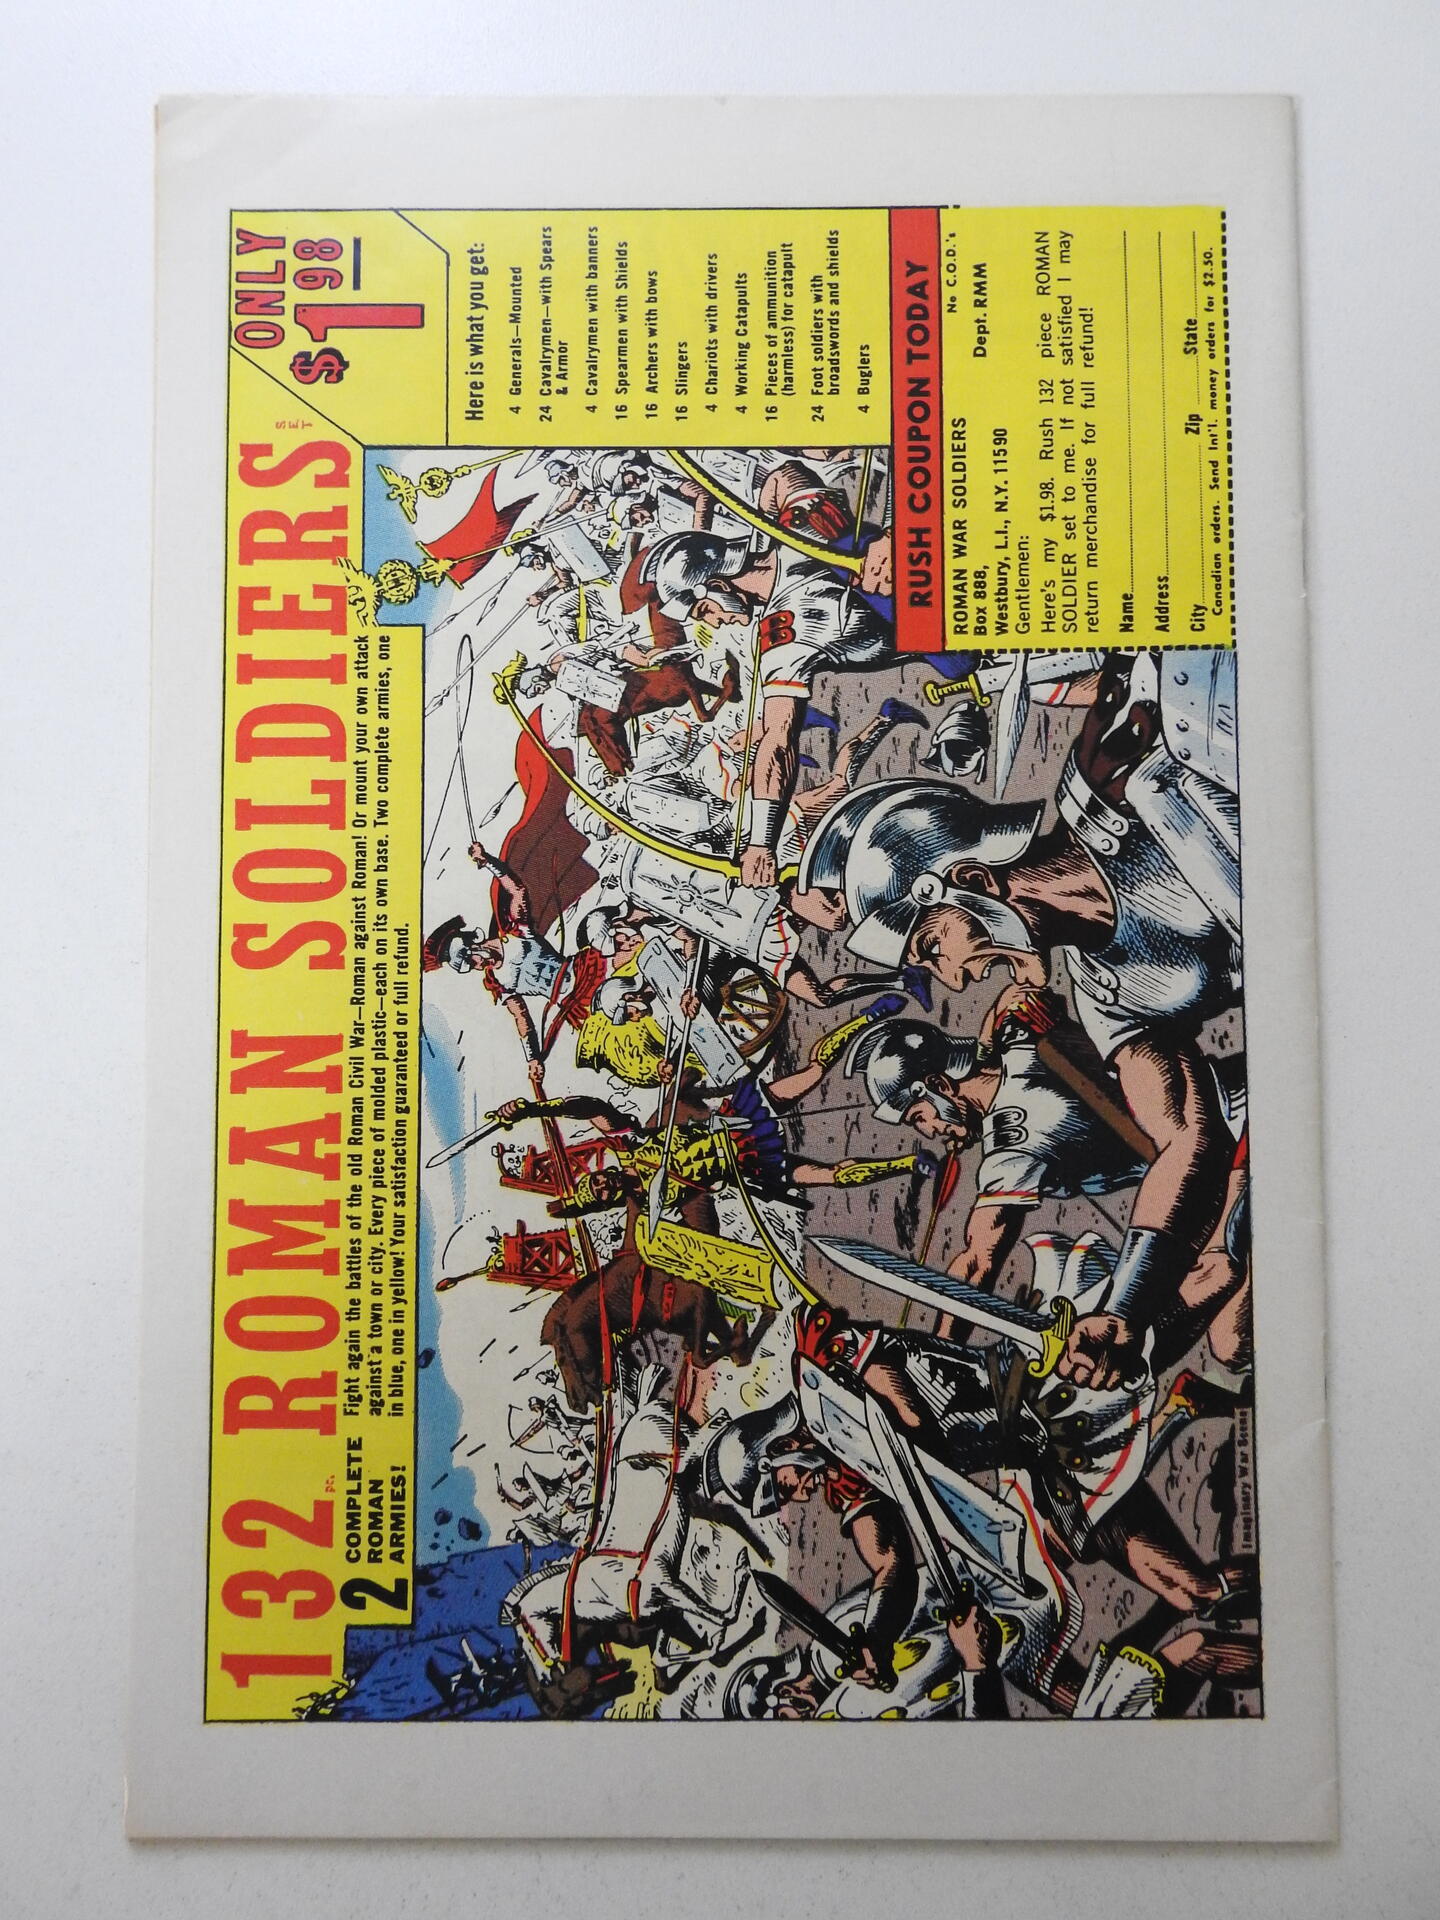 132 PC. ROMAN SOLDIERS SET
ONLY
$1.98
2 COMPLETE
ROMAN
ARMIES!
Fight again the battles of the old Roman Civil War—Roman against Roman! Or mount your own attack
against a town or city. Every piece of molded plastic—each on its own base. Two complete armies, one
in blue, one in yellow! Your satisfaction guaranteed or full refund.
Here is what you get:
4 Generals—Mounted
24 Cavalrymen—with Spears
& Armor
4 Cavalrymen with banners
16 Spearmen with Shields
16 Archers with bows
16 Slingers
4 Chariots with drivers
4 Working Catapults
16 Pieces of ammunition
(harmless) for catapult
24 Foot soldiers with
broadswords and shields
4 Buglers
RUSH COUPON TODAY
No C.O.D.'s
ROMAN WAR SOLDIERS
Box 888, Dept. RMM
Westbury, L.I., N.Y. 11590
Gentlemen:
Here's my $1.98. Rush 132 piece ROMAN
SOLDIER set to me. If not satisfied I may
return merchandise for full refund!
Name
Address
City Zip State
Canadian orders. Send Int'l. money orders for $2.50.
Imaginary War Scene